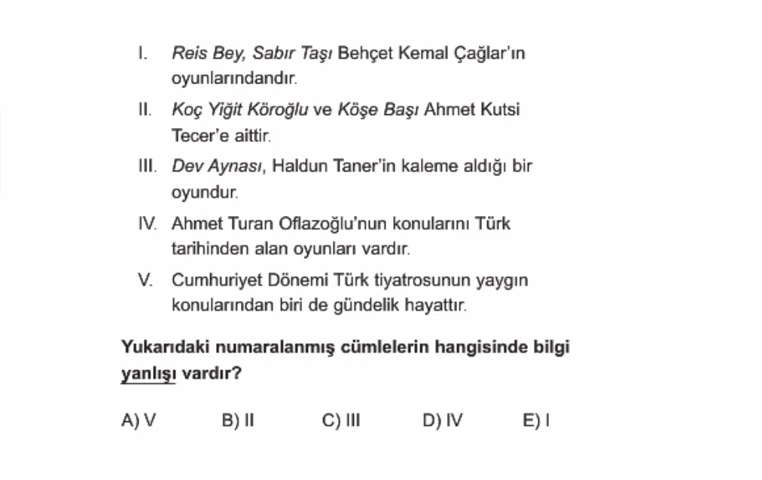 I. Reis Bey, Sabır Taşı Behçet Kemal Çağlar'ın
oyunlarındandır.
II. Koç Yiğit Köroğlu ve Köşe Başı Ahmet Kutsi
Tecer'e aittir.
III. Dev Aynası, Haldun Taner'in kaleme aldığı bir
oyundur.
IV. Ahmet Turan Oflazoğlu'nun konularını Türk
tarihinden alan oyunları vardır.
V. Cumhuriyet Dönemi Türk tiyatrosunun yaygın
konularından biri de gündelik hayattır.
Yukarıdaki numaralanmış cümlelerin hangisinde bilgi
yanlışı vardır?
A) V B) II C) III D) IV E) I